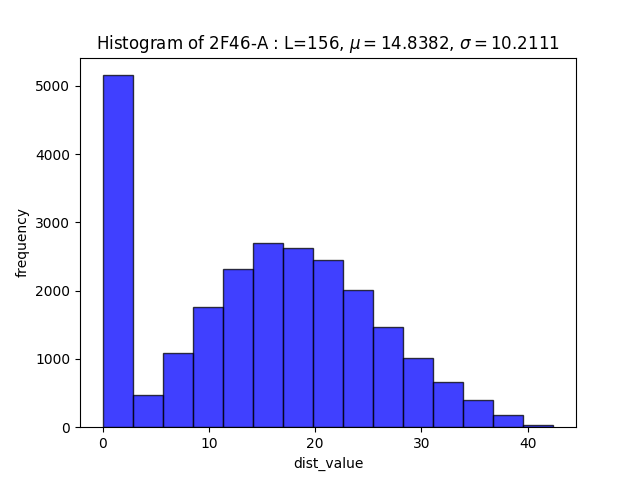 Histogram of 2F46-A : L=156, μ = 14.8382, σ = 10.2111
5000
4000
3000
2000
1000
0
frequency
0 10 20 30 40
dist_value